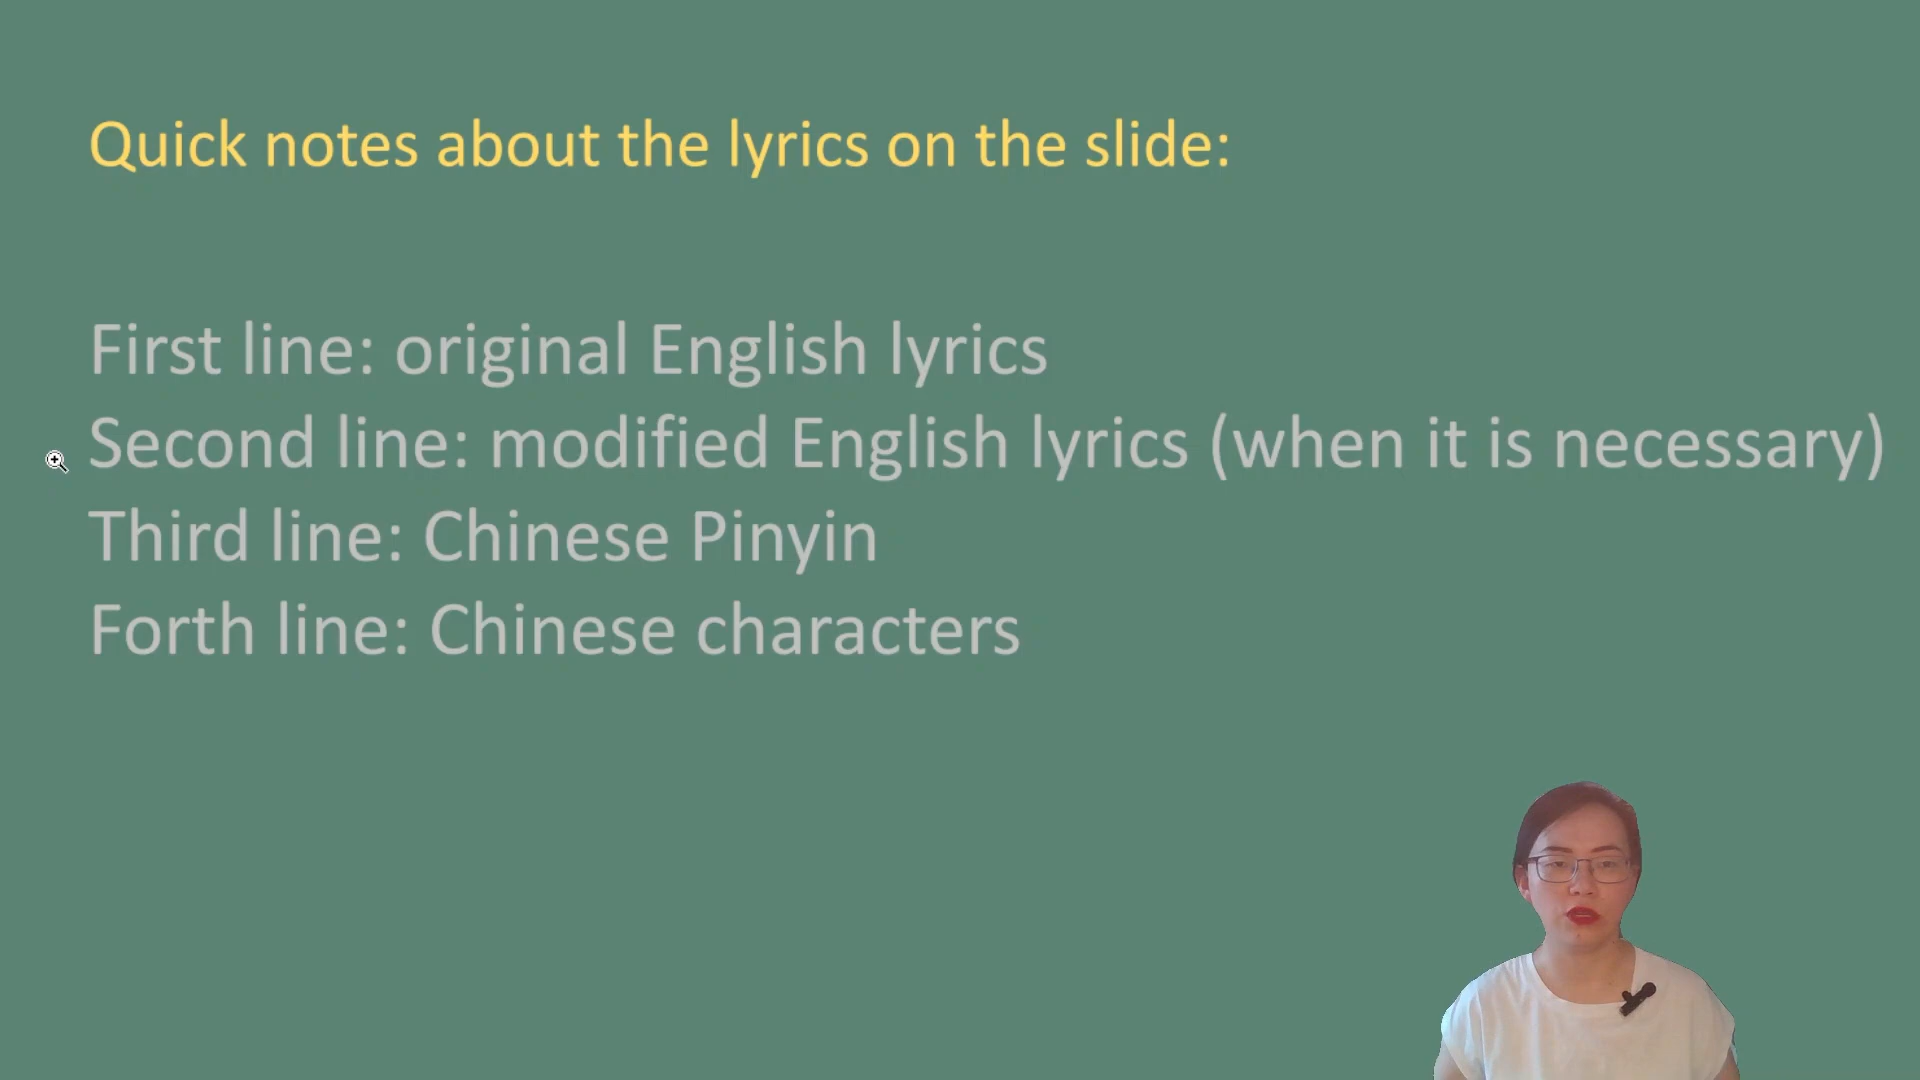 Quick notes about the lyrics on the slide:
First line: original English lyrics
Second line: modified English lyrics (when it is necessary)
Third line: Chinese Pinyin
Forth line: Chinese characters